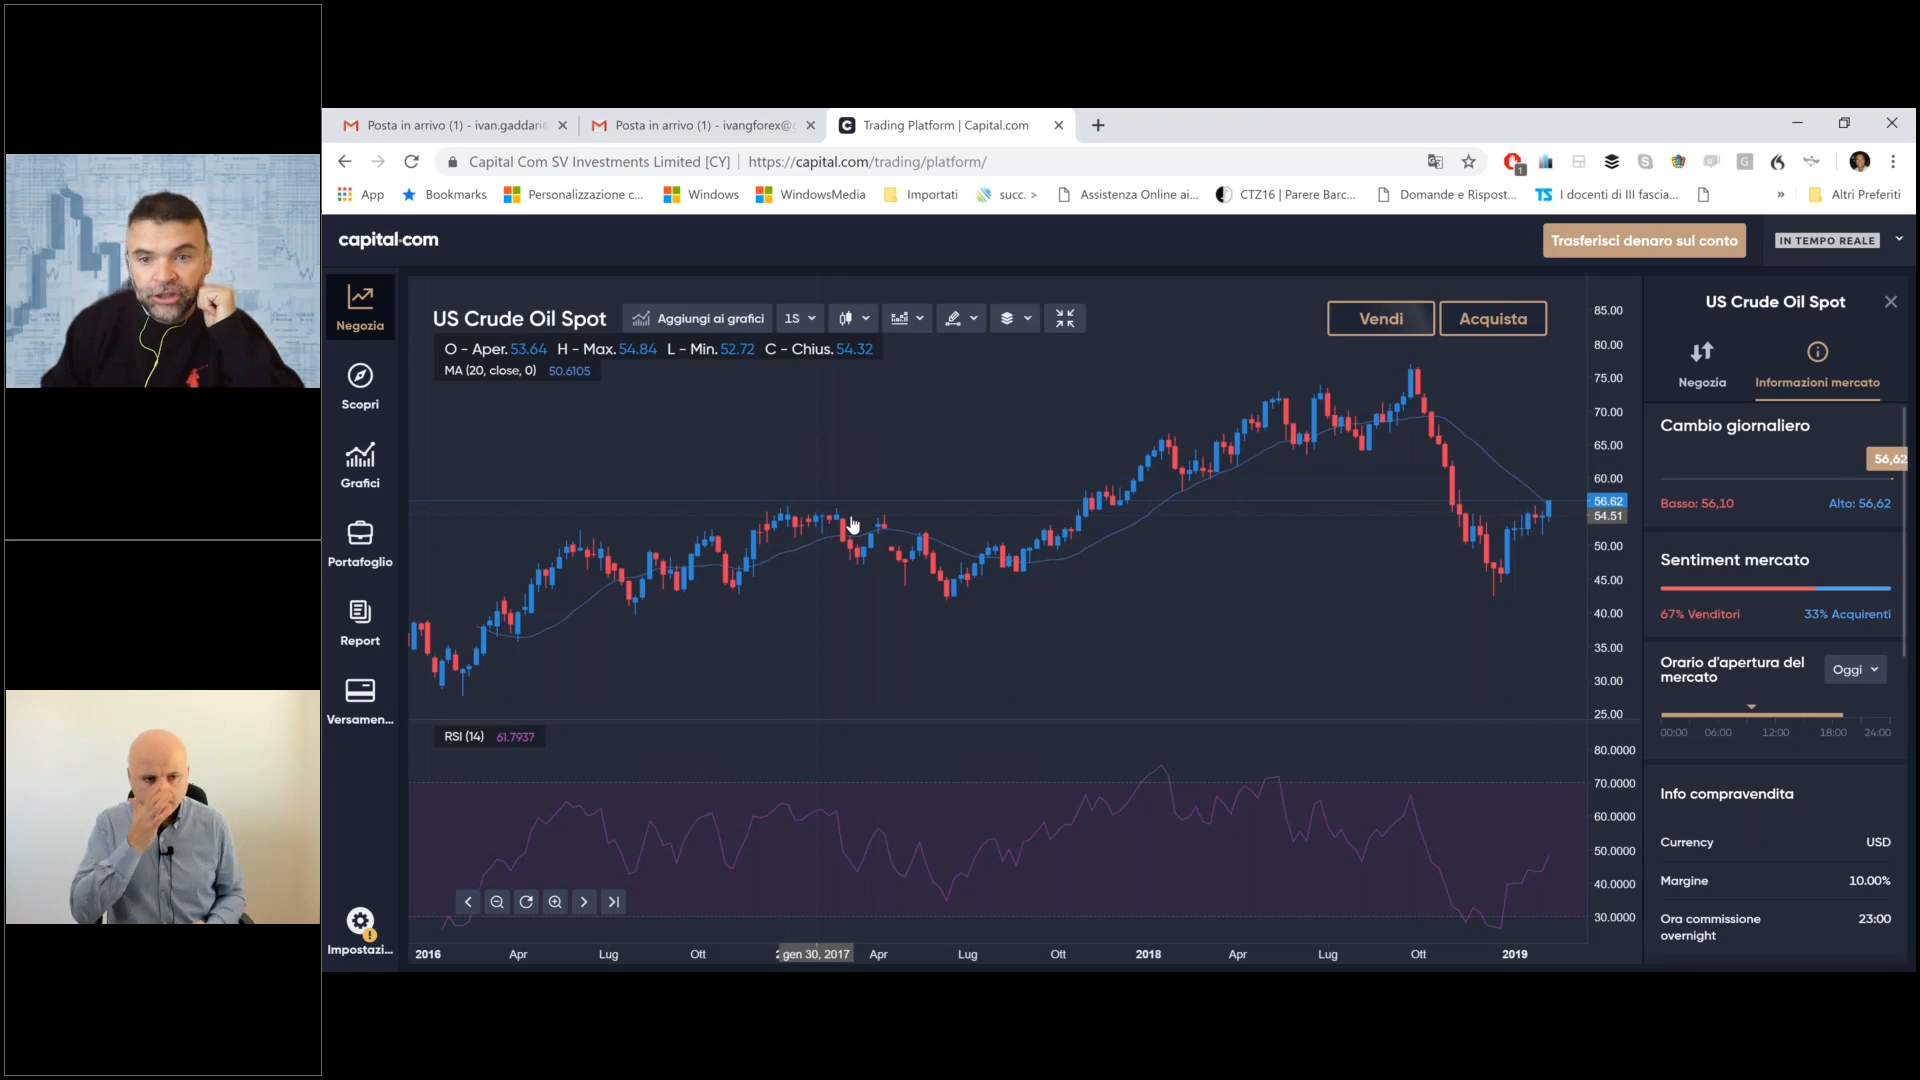 Posta in arrivo (1) - ivan.gaddari
Posta in arrivo (1) - ivangforex@g
Trading Platform | Capital.com
Capital Com SV Investments Limited [CY]
https://capital.com/trading/platform/
1
App
Bookmarks
Personalizzazione c...
Windows
WindowsMedia
Importati
succ. >
Assistenza Online ai...
CTZ16 | Parere Barc...
Domande e Rispost...
TS
I docenti di III fascia...
»
Altri Preferiti
capital.com
Trasferisci denaro sul conto
IN TEMPO REALE
Negozia
Scopri
Grafici
Portafoglio
Report
Versamen...
Impostazi...
US Crude Oil Spot
Aggiungi ai grafici
1S
Vendi
Acquista
O - Aper. 53.64 H - Max. 54.84 L - Min. 52.72 C - Chius. 54.32
MA (20, close, 0) 50.6105
85.00
80.00
75.00
70.00
65.00
60.00
56.62
54.51
50.00
45.00
40.00
35.00
30.00
25.00
RSI (14) 61.7937
80.0000
70.0000
60.0000
50.0000
40.0000
30.0000
2016
Apr
Lug
Ott
gen 30, 2017
Apr
Lug
Ott
2018
Apr
Lug
Ott
2019
US Crude Oil Spot
Negozia
Informazioni mercato
Cambio giornaliero
56,62
Basso: 56,10
Alto: 56,62
Sentiment mercato
67% Venditori
33% Acquirenti
Orario d'apertura del
mercato
Oggi
00:00 06:00 12:00 18:00 24:00
Info compravendita
Currency
USD
Margine
10.00%
Ora commissione
overnight
23:00